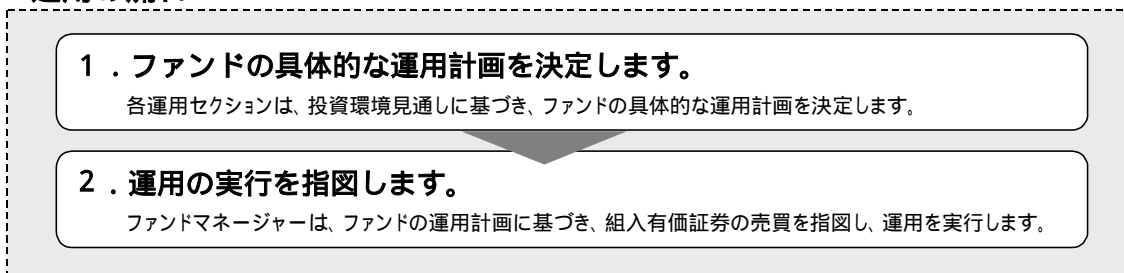 1．ファンドの具体的な運用計画を決定します。
各運用セクションは、投資環境見通しに基づき、ファンドの具体的な運用計画を決定します。
2．運用の実行を指図します。
ファンドマネージャーは、ファンドの運用計画に基づき、組入有価証券の売買を指図し、運用を実行します。